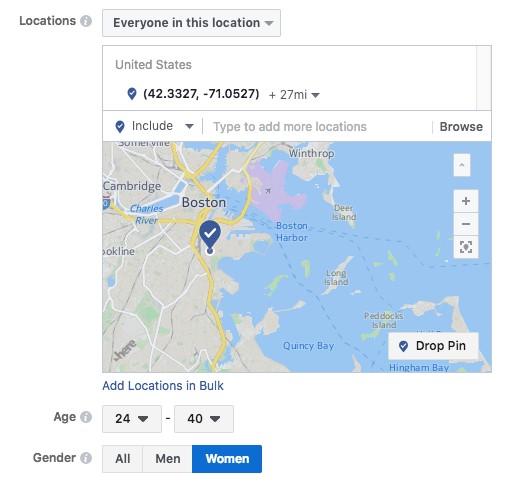 Locations i Everyone in this location
United States
(42.3327, -71.0527) + 27mi
Include Type to add more locations Browse
Somerville
Winthrop
Cambridge
Charles
River
Boston
Deer
Island
Boston
Harbor
ookline
Long
Island
Peddocks
Island
Quincy Bay
Drop Pin
Hingham Bay
here
Add Locations in Bulk
Age i 24 - 40
Gender i All Men Women